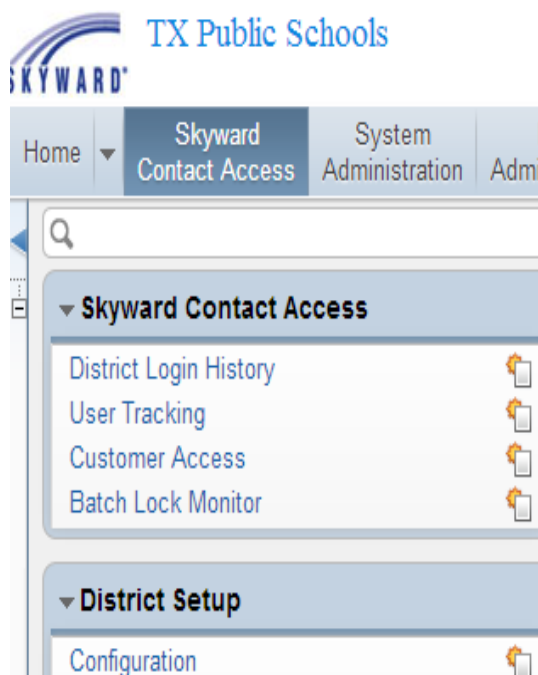 TX Public Schools
SKYWARD®
Home
Skyward
Contact Access
System
Administration
Admi
Skyward Contact Access
District Login History
User Tracking
Customer Access
Batch Lock Monitor
District Setup
Configuration